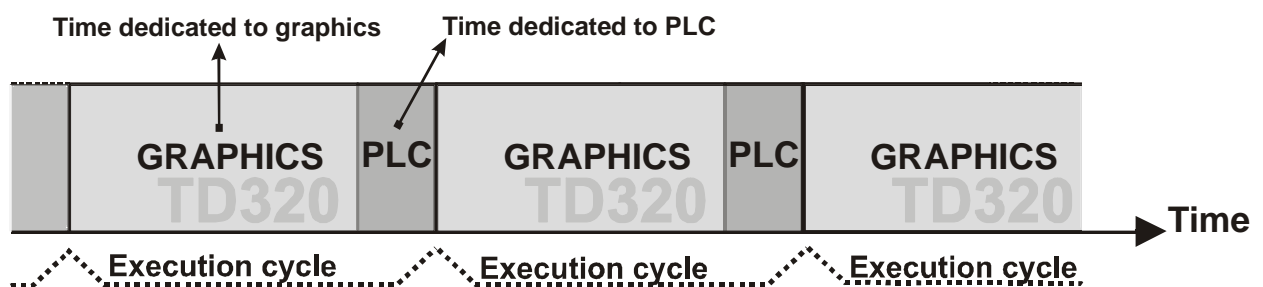 Time dedicated to graphics
Time dedicated to PLC
GRAPHICS
PLC
GRAPHICS
PLC
GRAPHICS
TD320
TD320
TD320
Time
Execution cycle
Execution cycle
Execution cycle